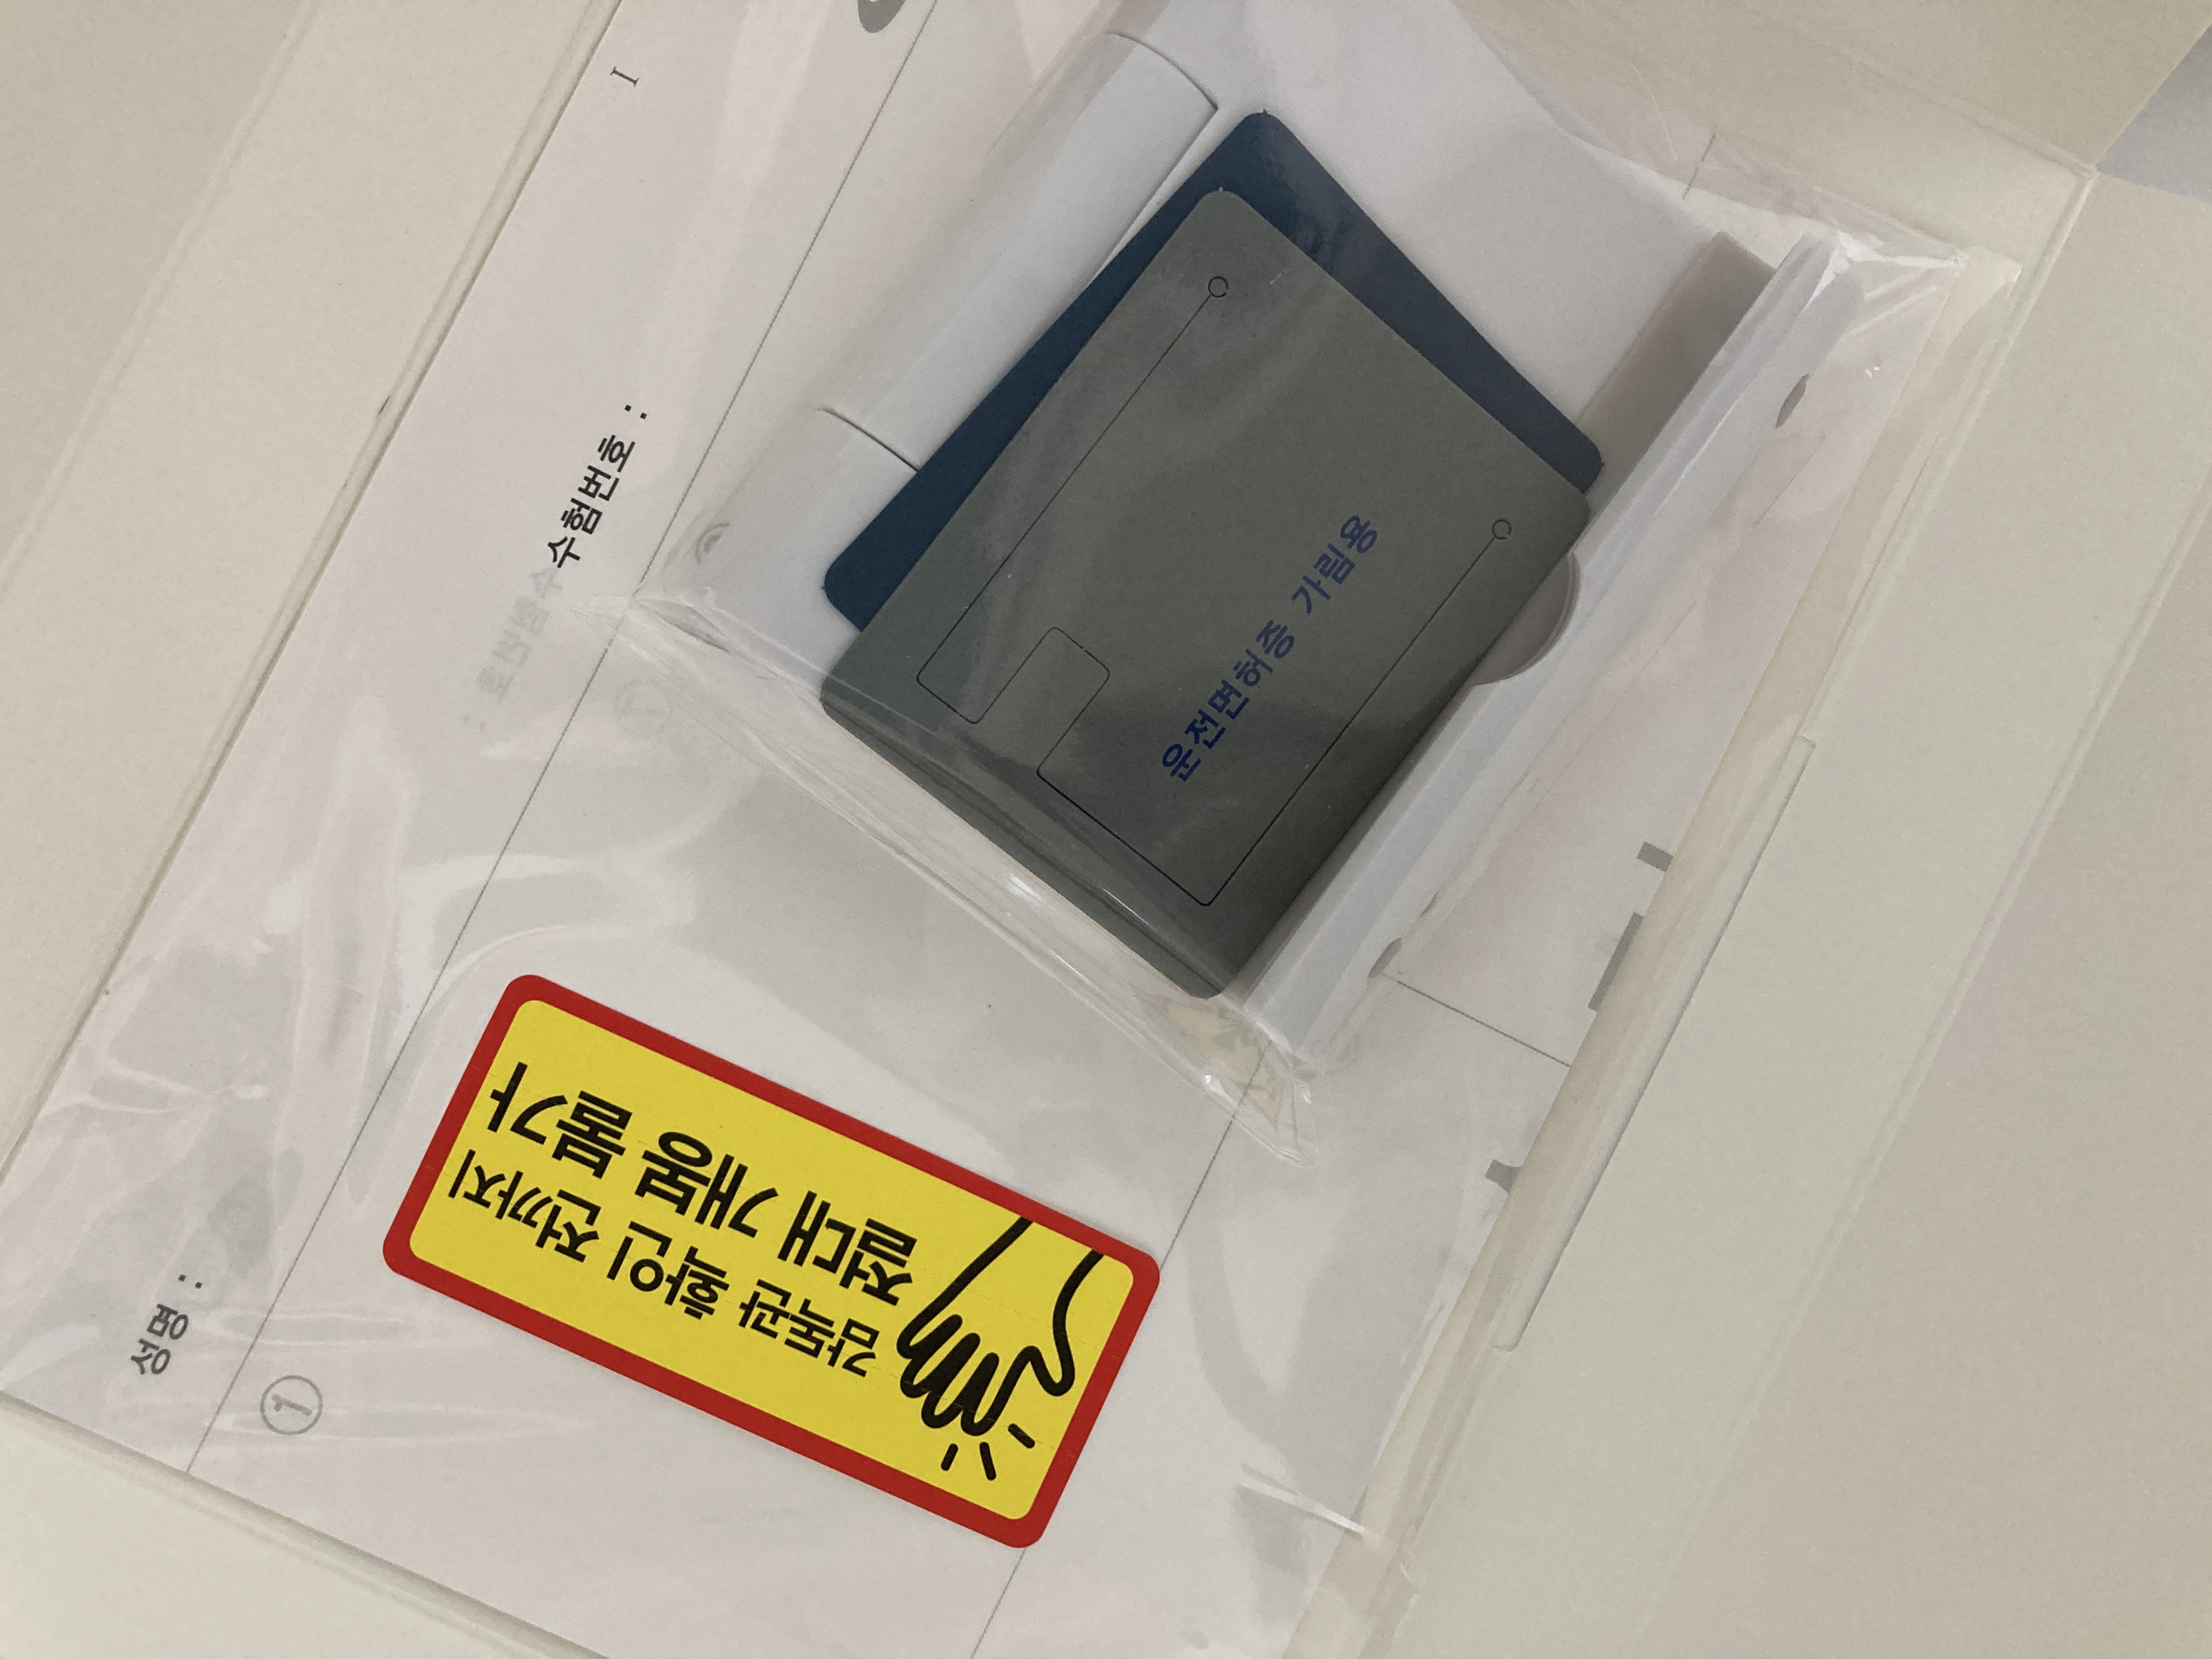 수험번호 :
운전면허증 가림용
감독관 확인 전까지
절대 개봉 불가
성명 :
①